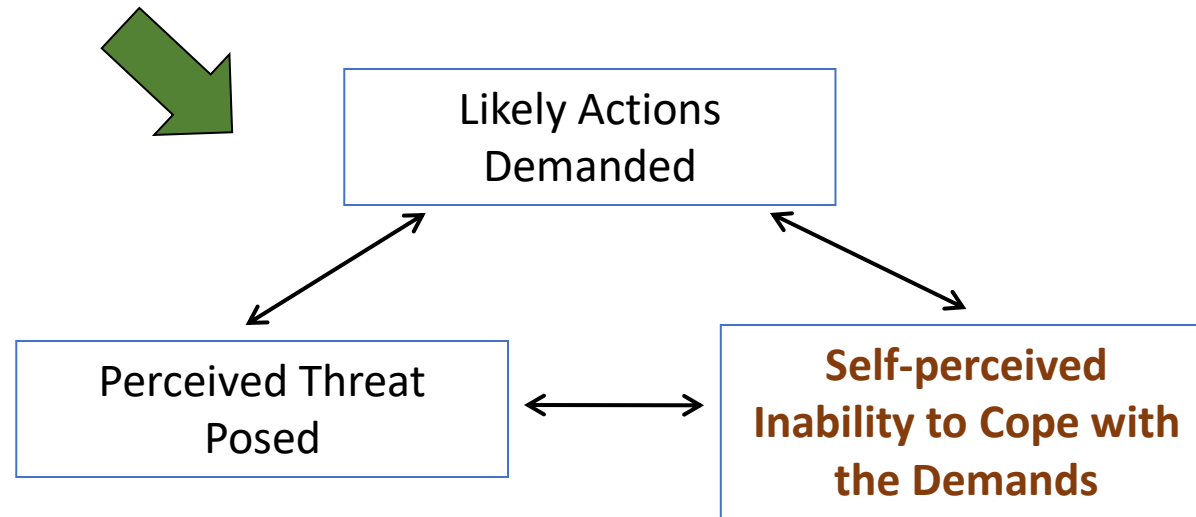 Likely Actions
Demanded
Perceived Threat
Posed
Self-perceived
Inability to Cope with
the Demands